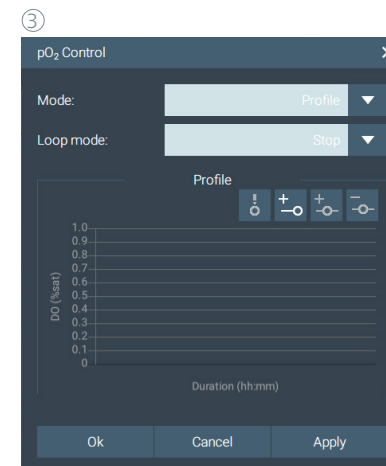 ③
pO₂ Control
Mode: Profile
Loop mode: Stop
Profile
1.0
0.9
0.8
0.7
0.6
0.5
0.4
0.3
0.2
0.1
0
DO (%sat)
Duration (hh:mm)
Ok Cancel Apply